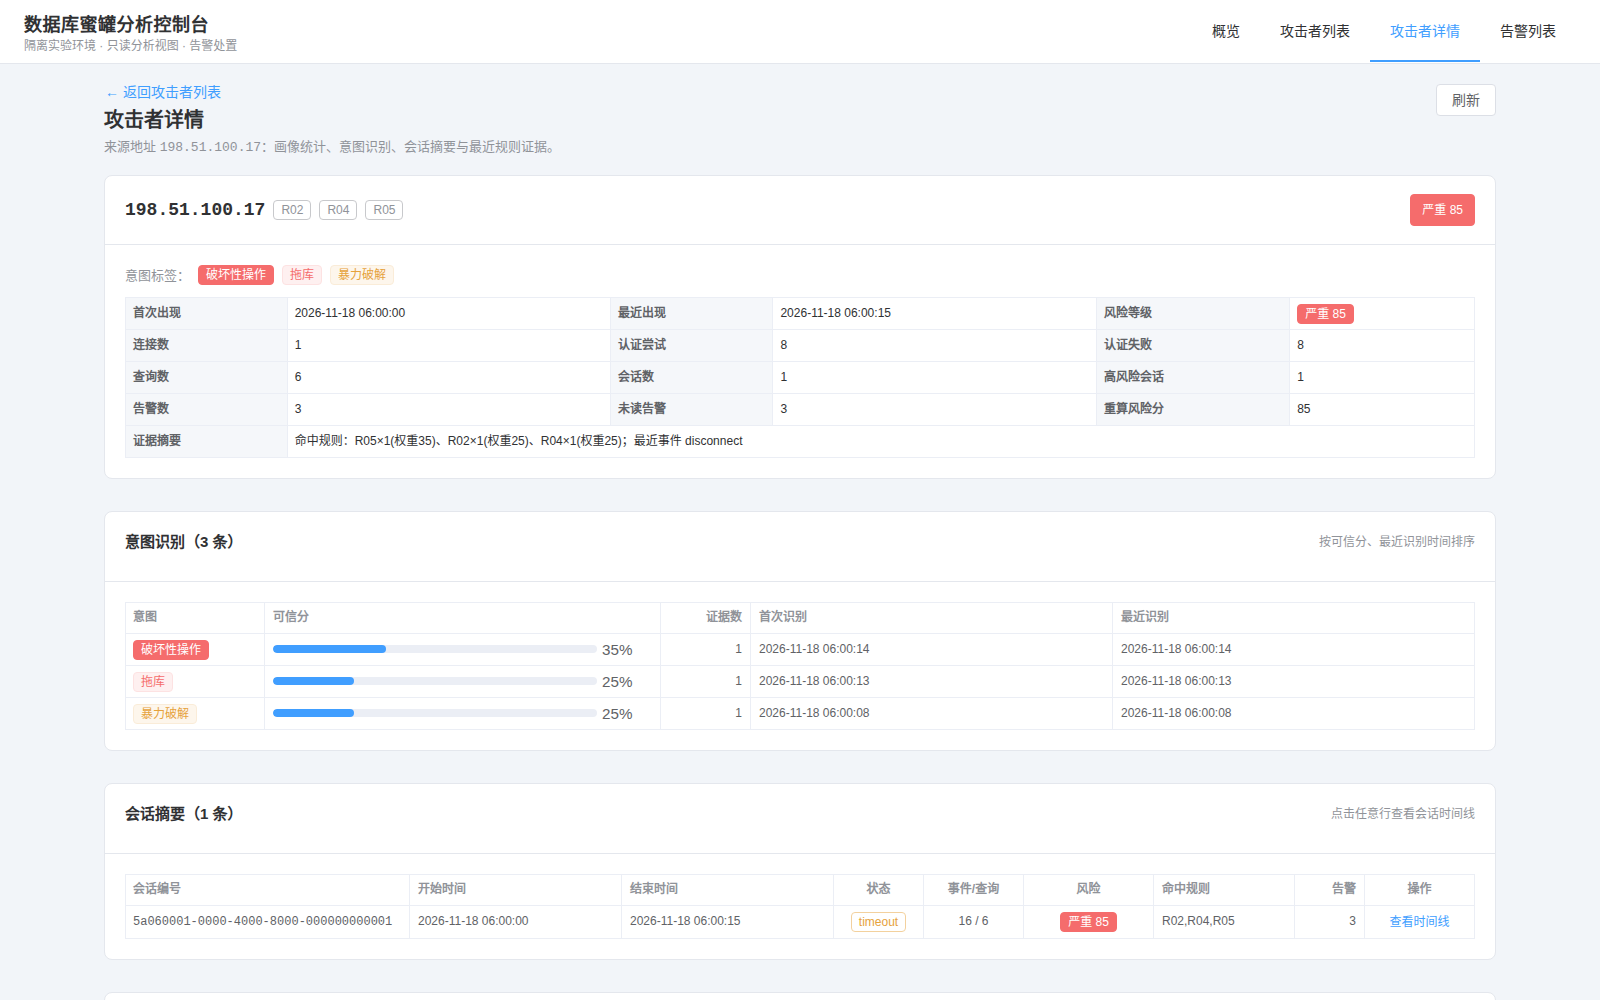 数据库蜜罐分析控制台
隔离实验环境 · 只读分析视图 · 告警处置
概览 攻击者列表 攻击者详情 告警列表
← 返回攻击者列表
刷新
攻击者详情
来源地址 198.51.100.17：画像统计、意图识别、会话摘要与最近规则证据。
198.51.100.17 R02 R04 R05 严重 85
意图标签： 破坏性操作 拖库 暴力破解
首次出现 2026-11-18 06:00:00 最近出现 2026-11-18 06:00:15 风险等级 严重 85
连接数 1 认证尝试 8 认证失败 8
查询数 6 会话数 1 高风险会话 1
告警数 3 未读告警 3 重算风险分 85
证据摘要 命中规则：R05×1(权重35)、R02×1(权重25)、R04×1(权重25)；最近事件 disconnect
意图识别（3 条） 按可信分、最近识别时间排序
意图 可信分 证据数 首次识别 最近识别
破坏性操作 35% 1 2026-11-18 06:00:14 2026-11-18 06:00:14
拖库 25% 1 2026-11-18 06:00:13 2026-11-18 06:00:13
暴力破解 25% 1 2026-11-18 06:00:08 2026-11-18 06:00:08
会话摘要（1 条） 点击任意行查看会话时间线
会话编号 开始时间 结束时间 状态 事件/查询 风险 命中规则 告警 操作
5a060001-0000-4000-8000-000000000001 2026-11-18 06:00:00 2026-11-18 06:00:15 timeout 16 / 6 严重 85 R02,R04,R05 3 查看时间线